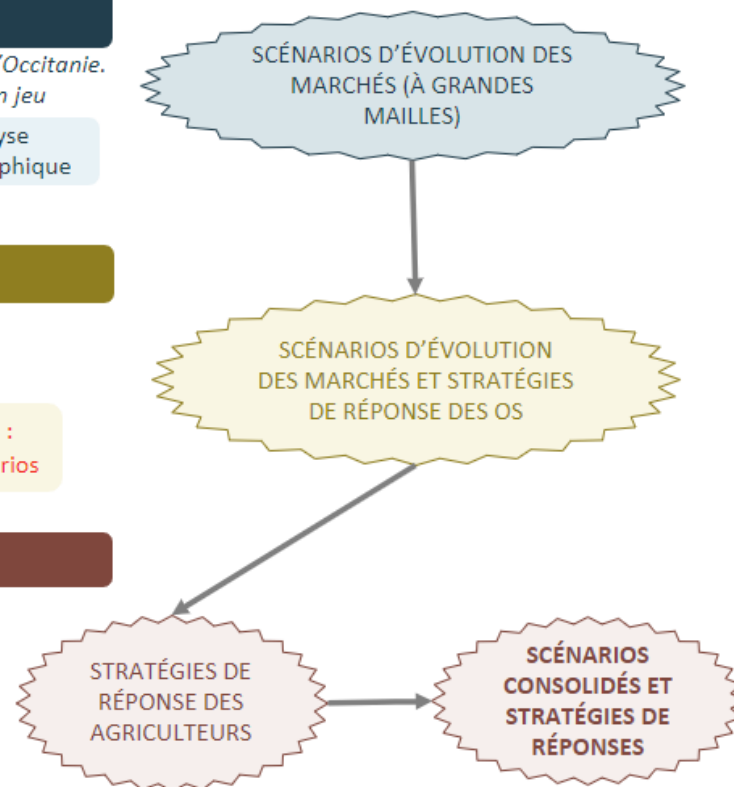 'Occitanie.
n jeu
yse
phique
:
rios
SCÉNARIOS D'ÉVOLUTION DES
MARCHÉS (À GRANDES
MAILLES)
SCÉNARIOS D'ÉVOLUTION
DES MARCHÉS ET STRATÉGIES
DE RÉPONSE DES OS
STRATÉGIES DE
RÉPONSE DES
AGRICULTEURS
SCÉNARIOS
CONSOLIDÉS ET
STRATÉGIES DE
RÉPONSES